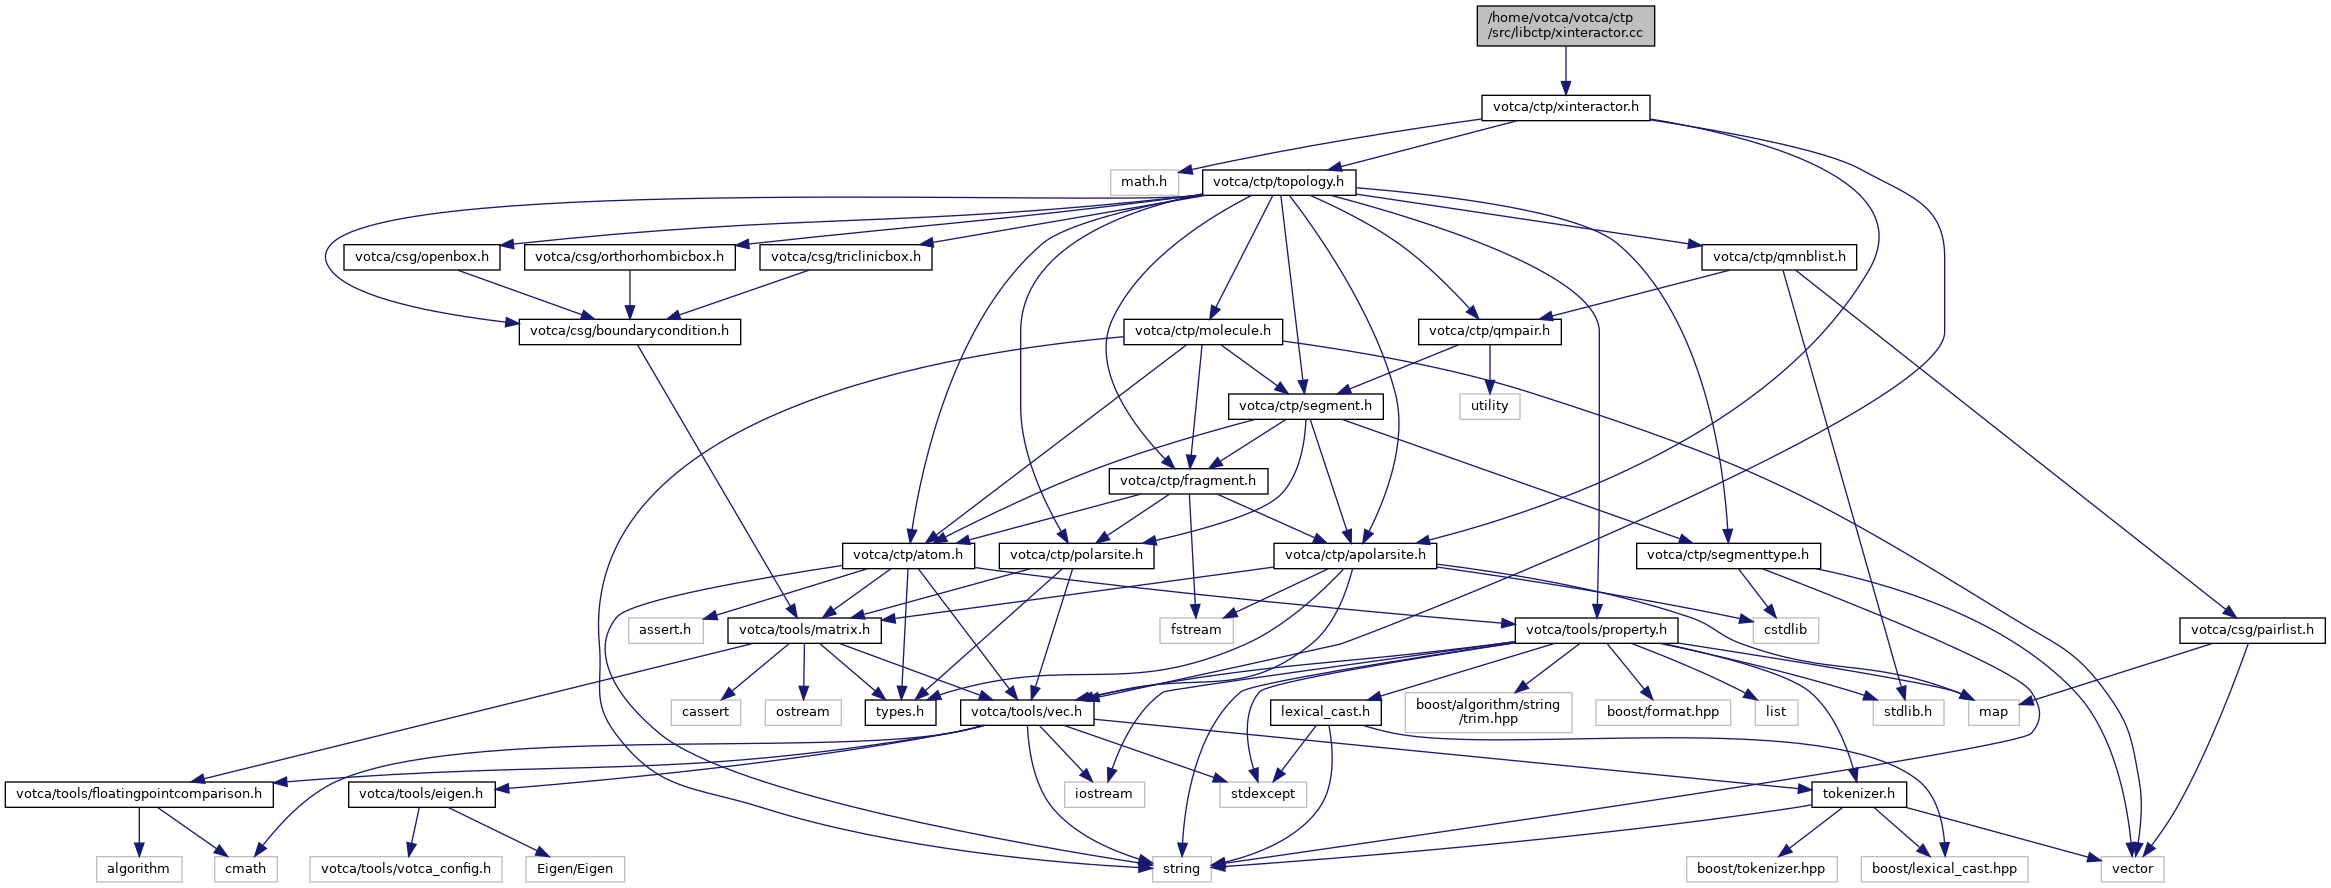 /home/votca/votca/ctp
/src/libctp/xinteractor.cc
votca/ctp/xinteractor.h
math.h
votca/ctp/topology.h
votca/csg/openbox.h
votca/csg/orthorhombicbox.h
votca/csg/triclinicbox.h
votca/ctp/qmnblist.h
votca/csg/boundarycondition.h
votca/ctp/molecule.h
votca/ctp/qmpair.h
votca/ctp/segment.h
utility
votca/ctp/fragment.h
votca/ctp/atom.h
votca/ctp/polarsite.h
votca/ctp/apolarsite.h
votca/ctp/segmenttype.h
assert.h
votca/tools/matrix.h
fstream
votca/tools/property.h
cstdlib
votca/csg/pairlist.h
cassert
ostream
types.h
votca/tools/vec.h
lexical_cast.h
boost/algorithm/string
/trim.hpp
boost/format.hpp
list
stdlib.h
map
votca/tools/floatingpointcomparison.h
votca/tools/eigen.h
iostream
stdexcept
tokenizer.h
algorithm
cmath
votca/tools/votca_config.h
Eigen/Eigen
string
boost/tokenizer.hpp
boost/lexical_cast.hpp
vector